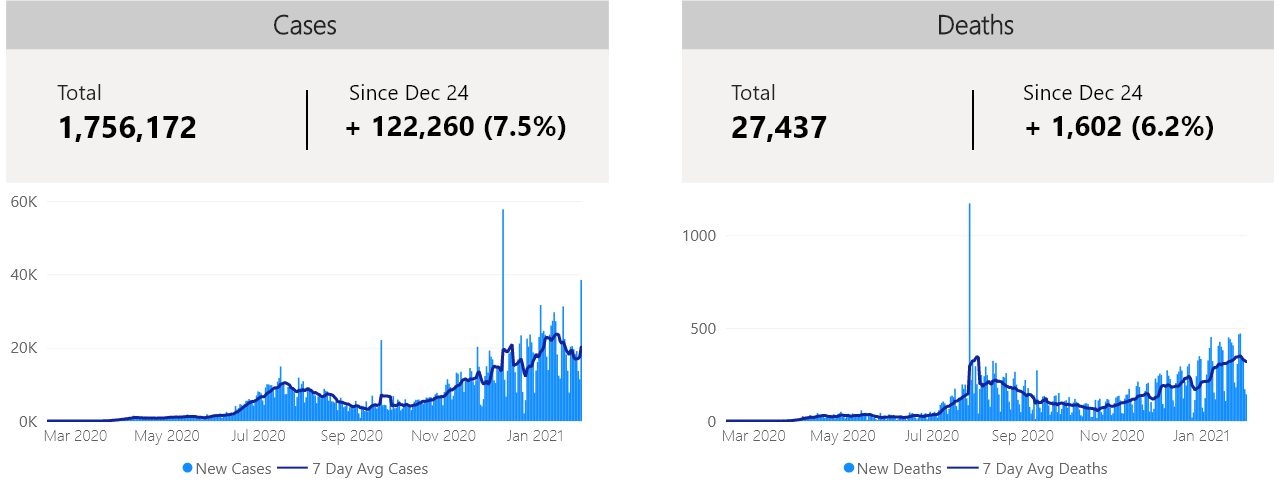 Cases
Total
1,756,172
Since Dec 24
+ 122,260 (7.5%)
60K
40K
20K
0K
Mar 2020 May 2020 Jul 2020 Sep 2020 Nov 2020 Jan 2021
New Cases 7 Day Avg Cases
Deaths
Total
27,437
Since Dec 24
+ 1,602 (6.2%)
1000
500
0
Mar 2020 May 2020 Jul 2020 Sep 2020 Nov 2020 Jan 2021
New Deaths 7 Day Avg Deaths